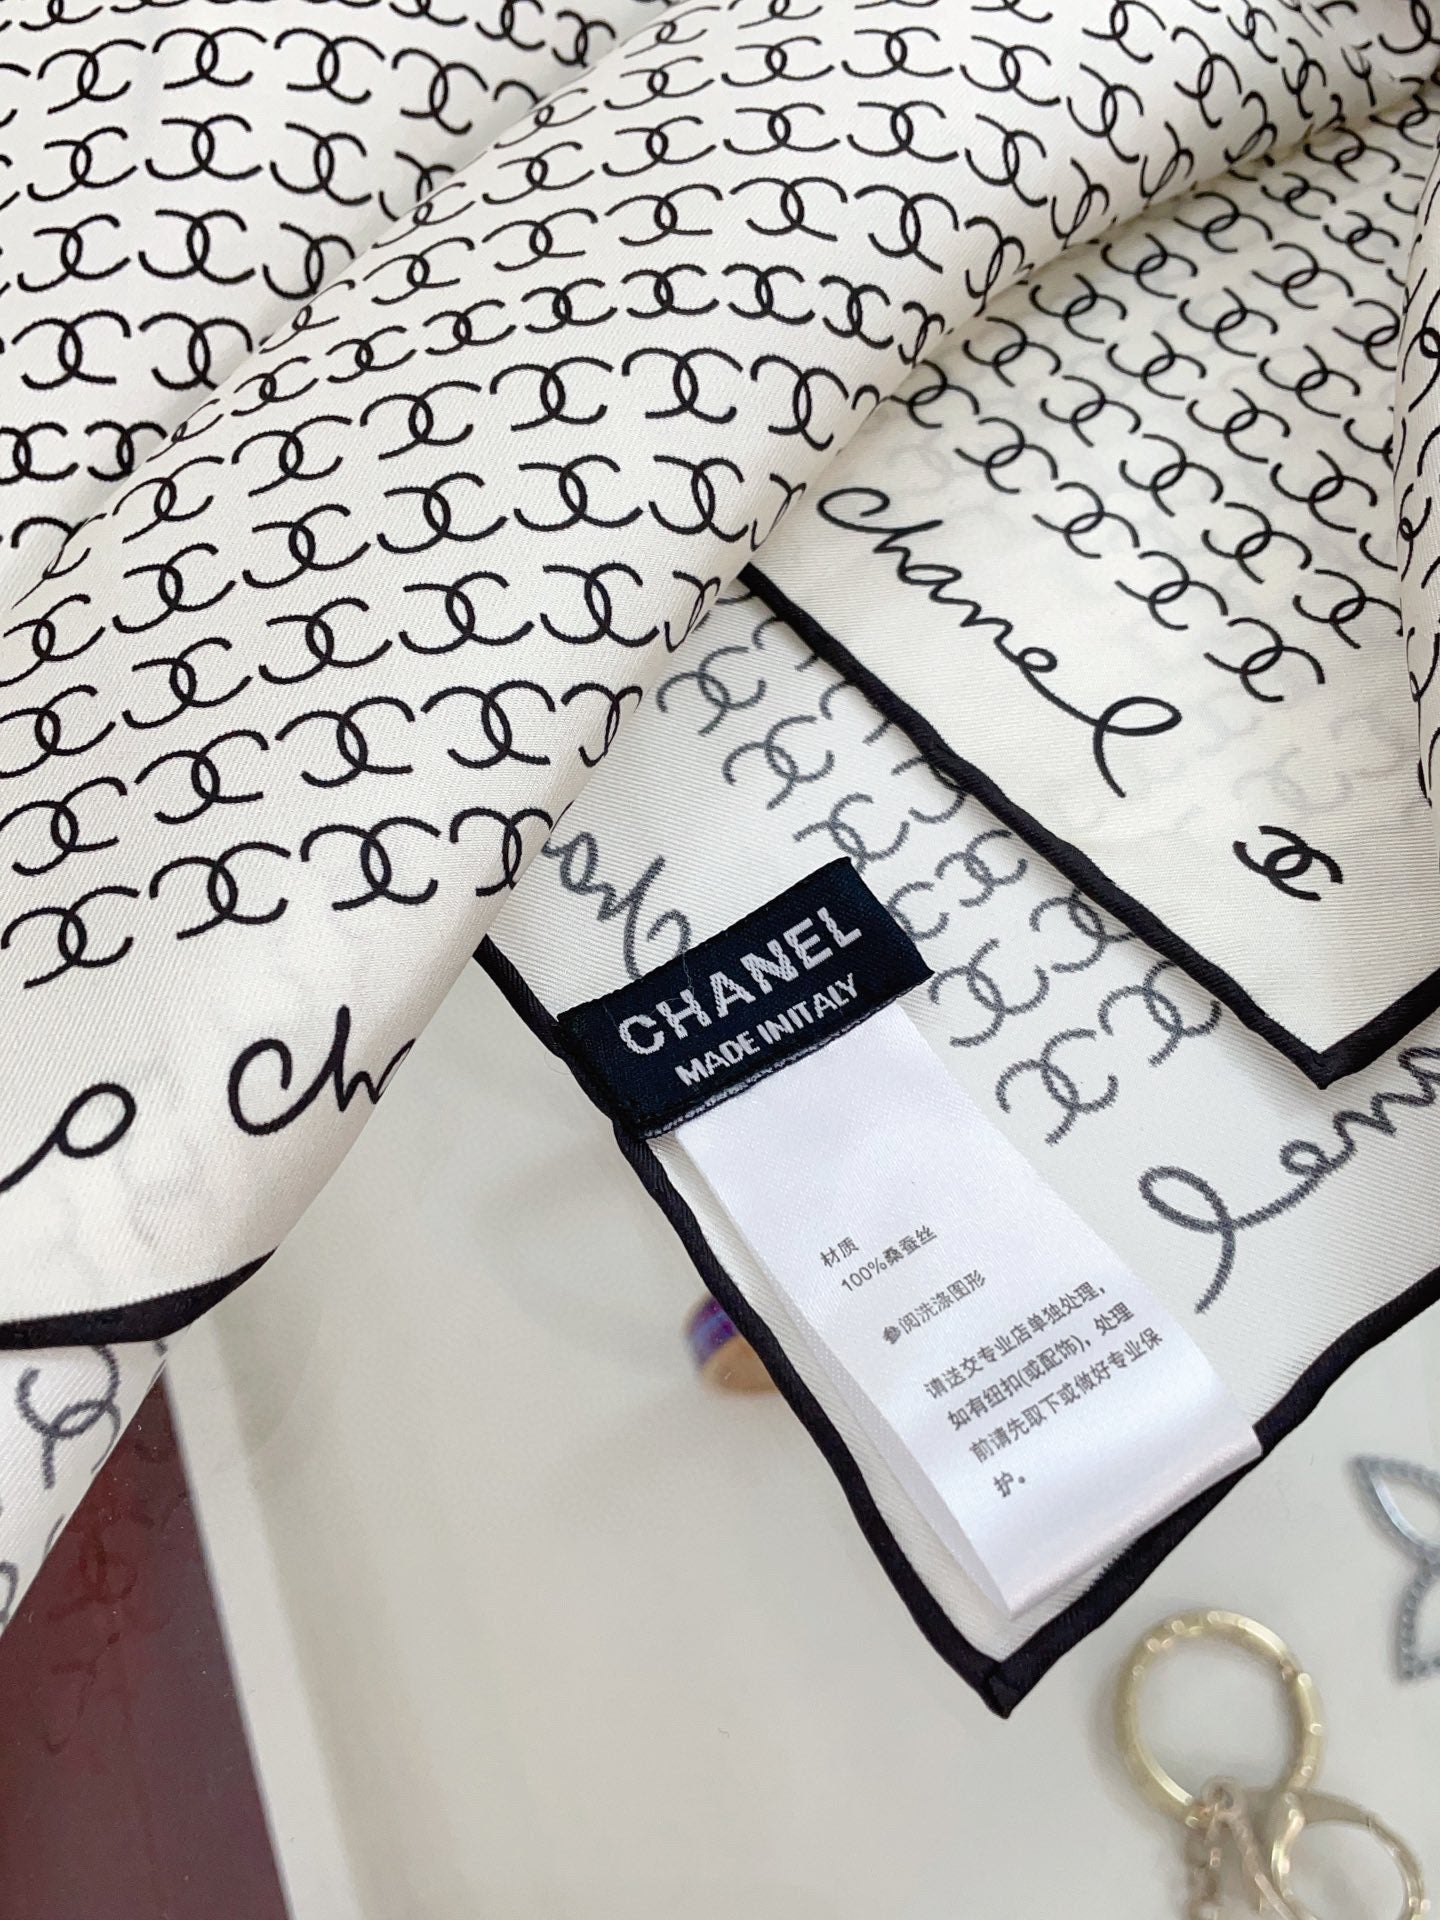 chanel
CHANEL
MADE IN ITALY
o Cha
材质
100%桑蚕丝
参阅洗涤图形
请送交专业店单独处理，
如有纽扣(或配饰)，处理
前请先取下或做好专业保
护。